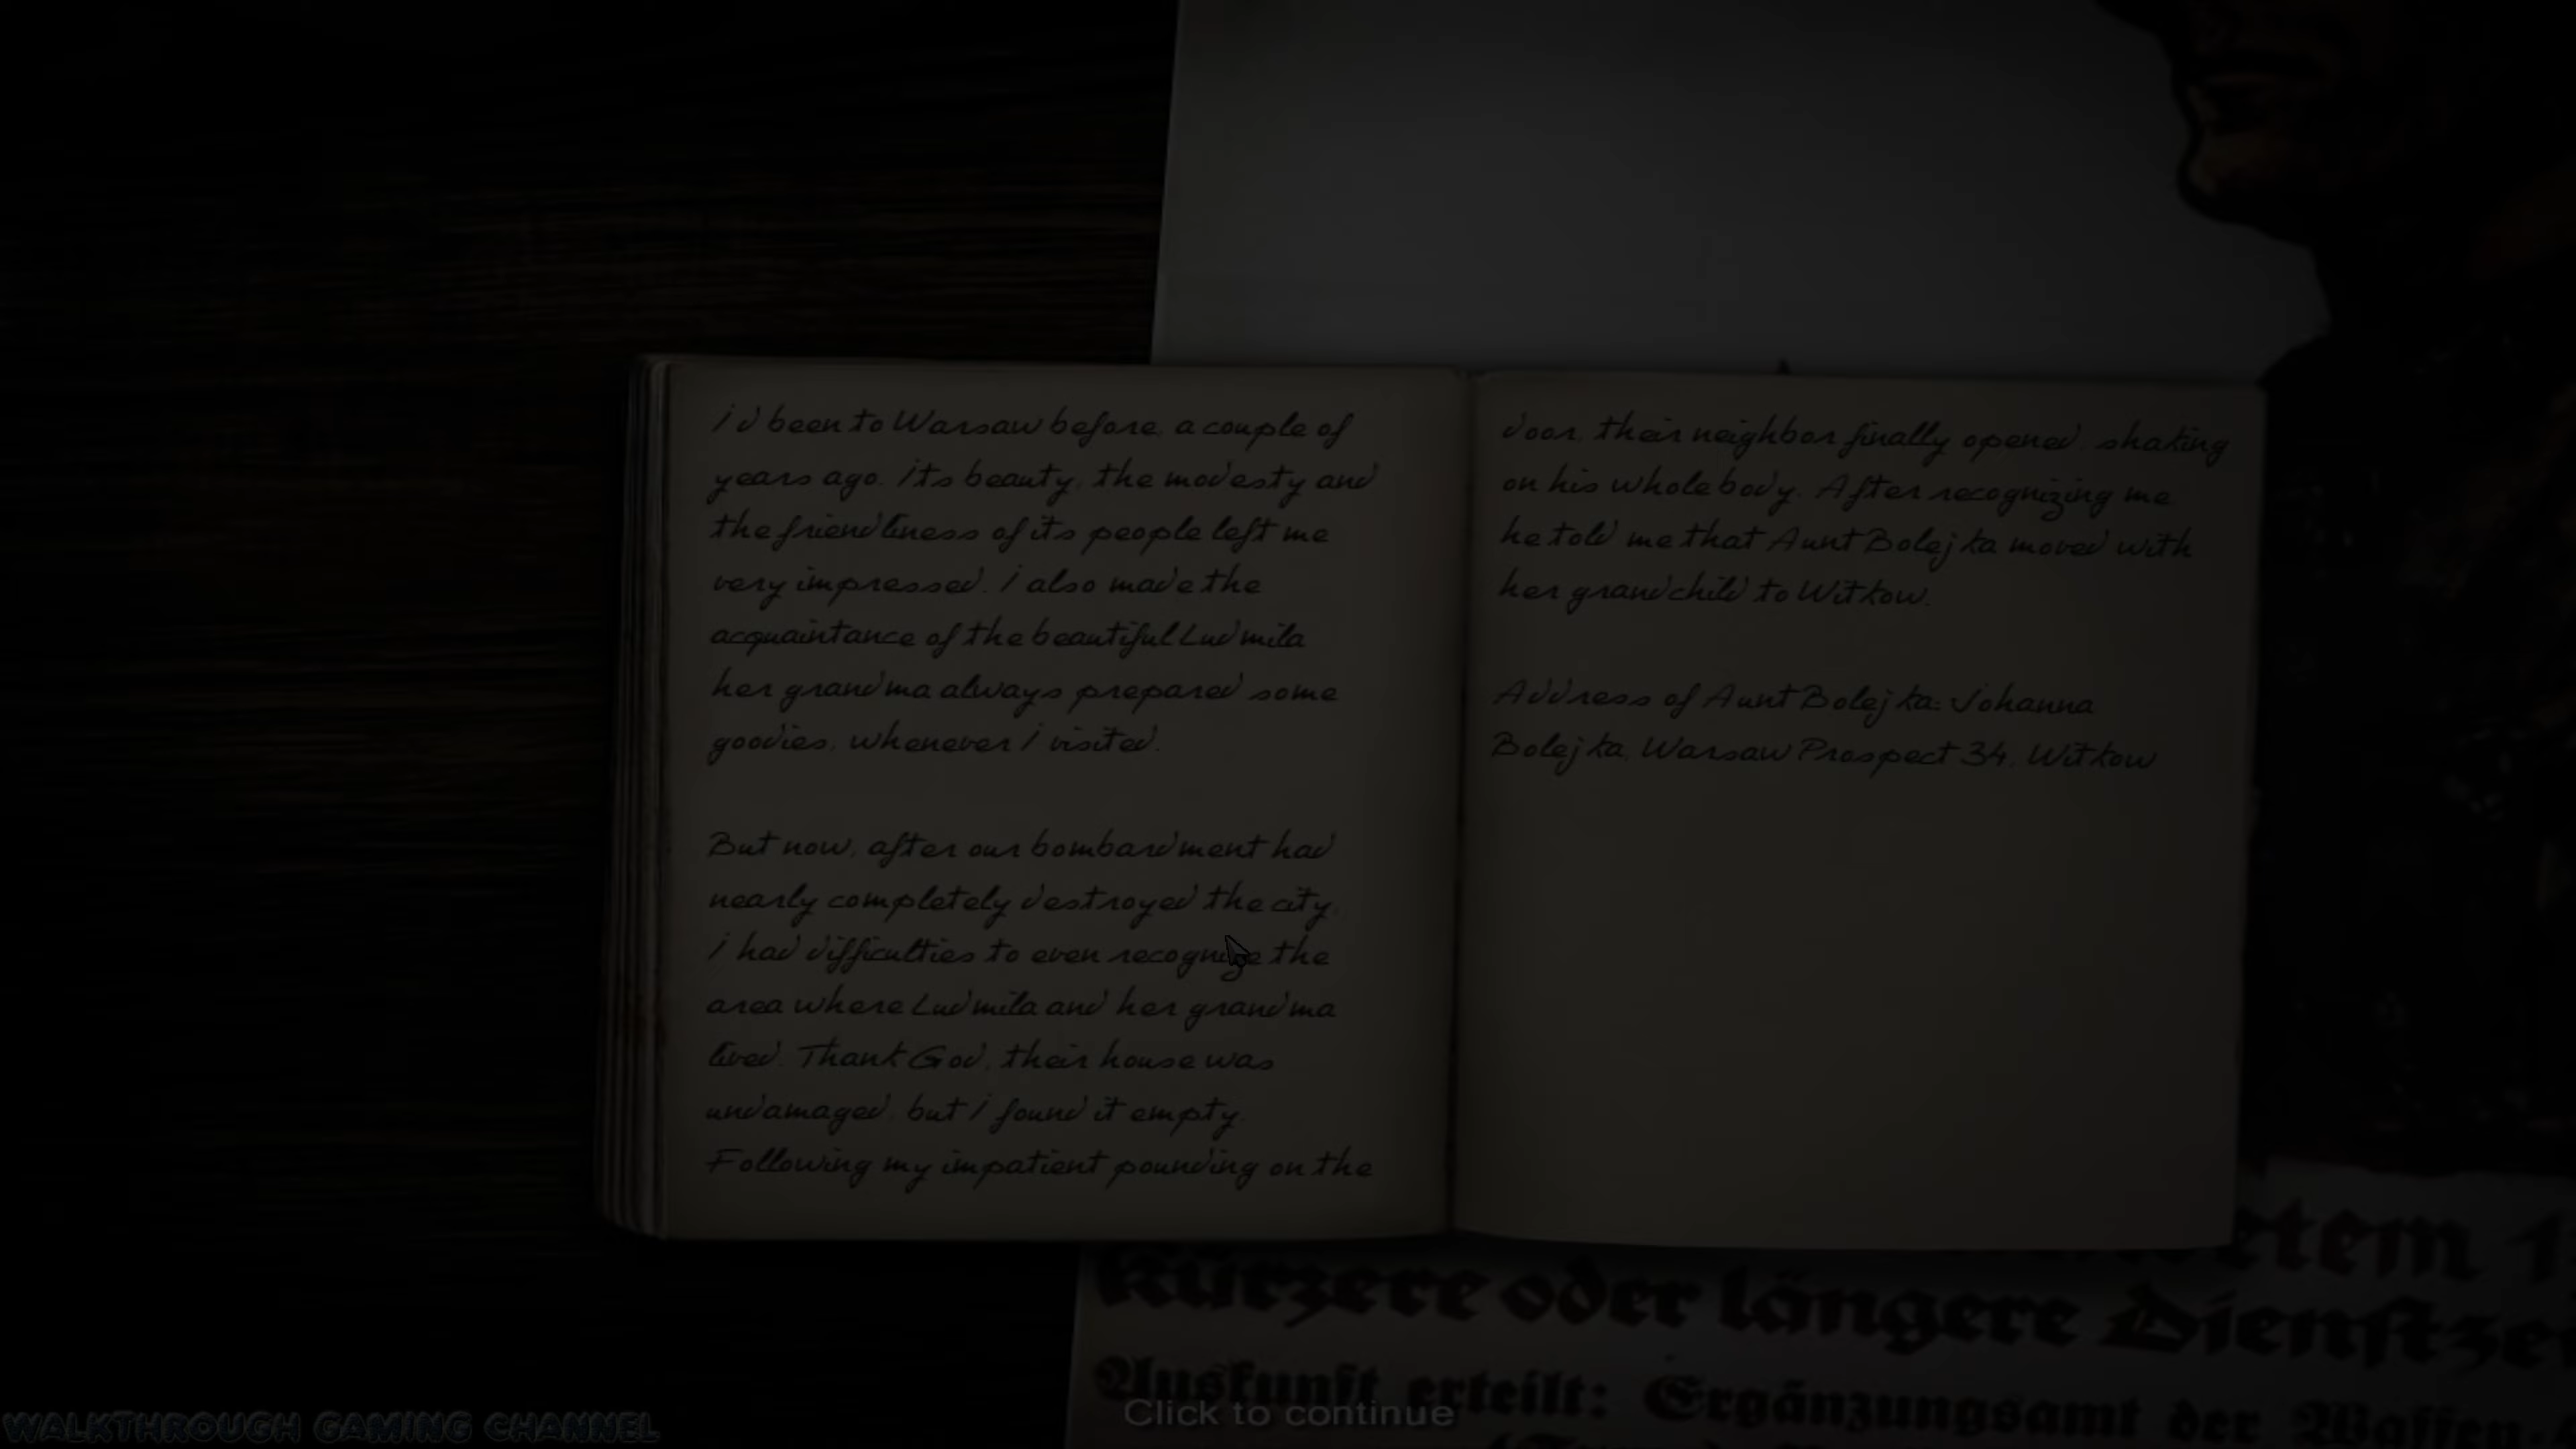 I'd been to Warsaw before, a couple of
years ago. Its beauty, the modesty and
the friendliness of its people left me
very impressed. I also made the
acquaintance of the beautiful Ludmila
her grandma always prepared some
goodies, whenever I visited.
But now, after our bombardment had
nearly completely destroyed the city,
I had difficulties to even recognize the
area where Ludmila and her grandma
lived. Thank God, their house was
undamaged, but I found it empty.
Following my impatient pounding on the
door, their neighbor finally opened, shaking
on his whole body. After recognizing me
he told me that Aunt Bolejka moved with
her grandchild to Witkow.
Address of Aunt Bolejka: Johanna
Bolejka, Warsaw Prospect 34, Witkow
Kürzere oder längere
Auskunft erteilt: Ergänzungsamt der Waffen
Click to continue
WALKTHROUGH GAMING CHANNEL